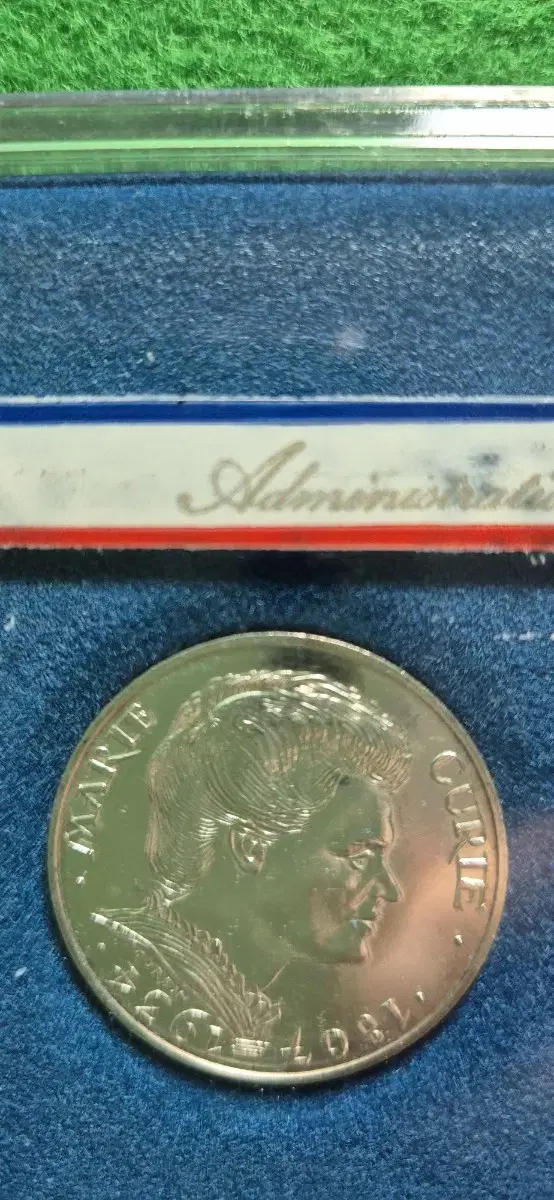 Administrati
MARIE CURIE
1867 1934